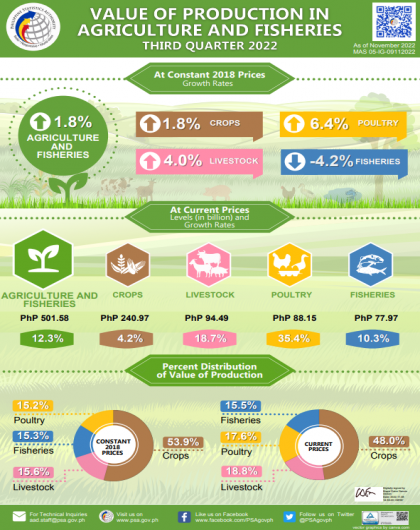 VALUE OF PRODUCTION IN
AGRICULTURE AND FISHERIES
THIRD QUARTER 2022
As of November 2022
MAS 05-IG-09112022
At Constant 2018 Prices
Growth Rates
1.8%
AGRICULTURE
AND
FISHERIES
1.8% CROPS
6.4% POULTRY
4.0% LIVESTOCK
-4.2% FISHERIES
At Current Prices
Levels (in billion) and
Growth Rates
AGRICULTURE AND
FISHERIES
CROPS
LIVESTOCK
POULTRY
FISHERIES
PhP 501.58
PhP 240.97
PhP 94.49
PhP 88.15
PhP 77.97
12.3%
4.2%
18.7%
35.4%
10.3%
Percent Distribution
of Value of Production
15.2%
Poultry
15.3%
Fisheries
15.6%
Livestock
CONSTANT
2018
PRICES
53.9%
Crops
15.5%
Fisheries
17.6%
Poultry
18.8%
Livestock
CURRENT
PRICES
48.0%
Crops
For Technical Inquiries
aad.staff@psa.gov.ph
Visit us on
www.psa.gov.ph
Like us on Facebook
www.facebook.com/PSAgovph
Follow us on Twitter
@PSAgovph
Vector graphics by canva.com